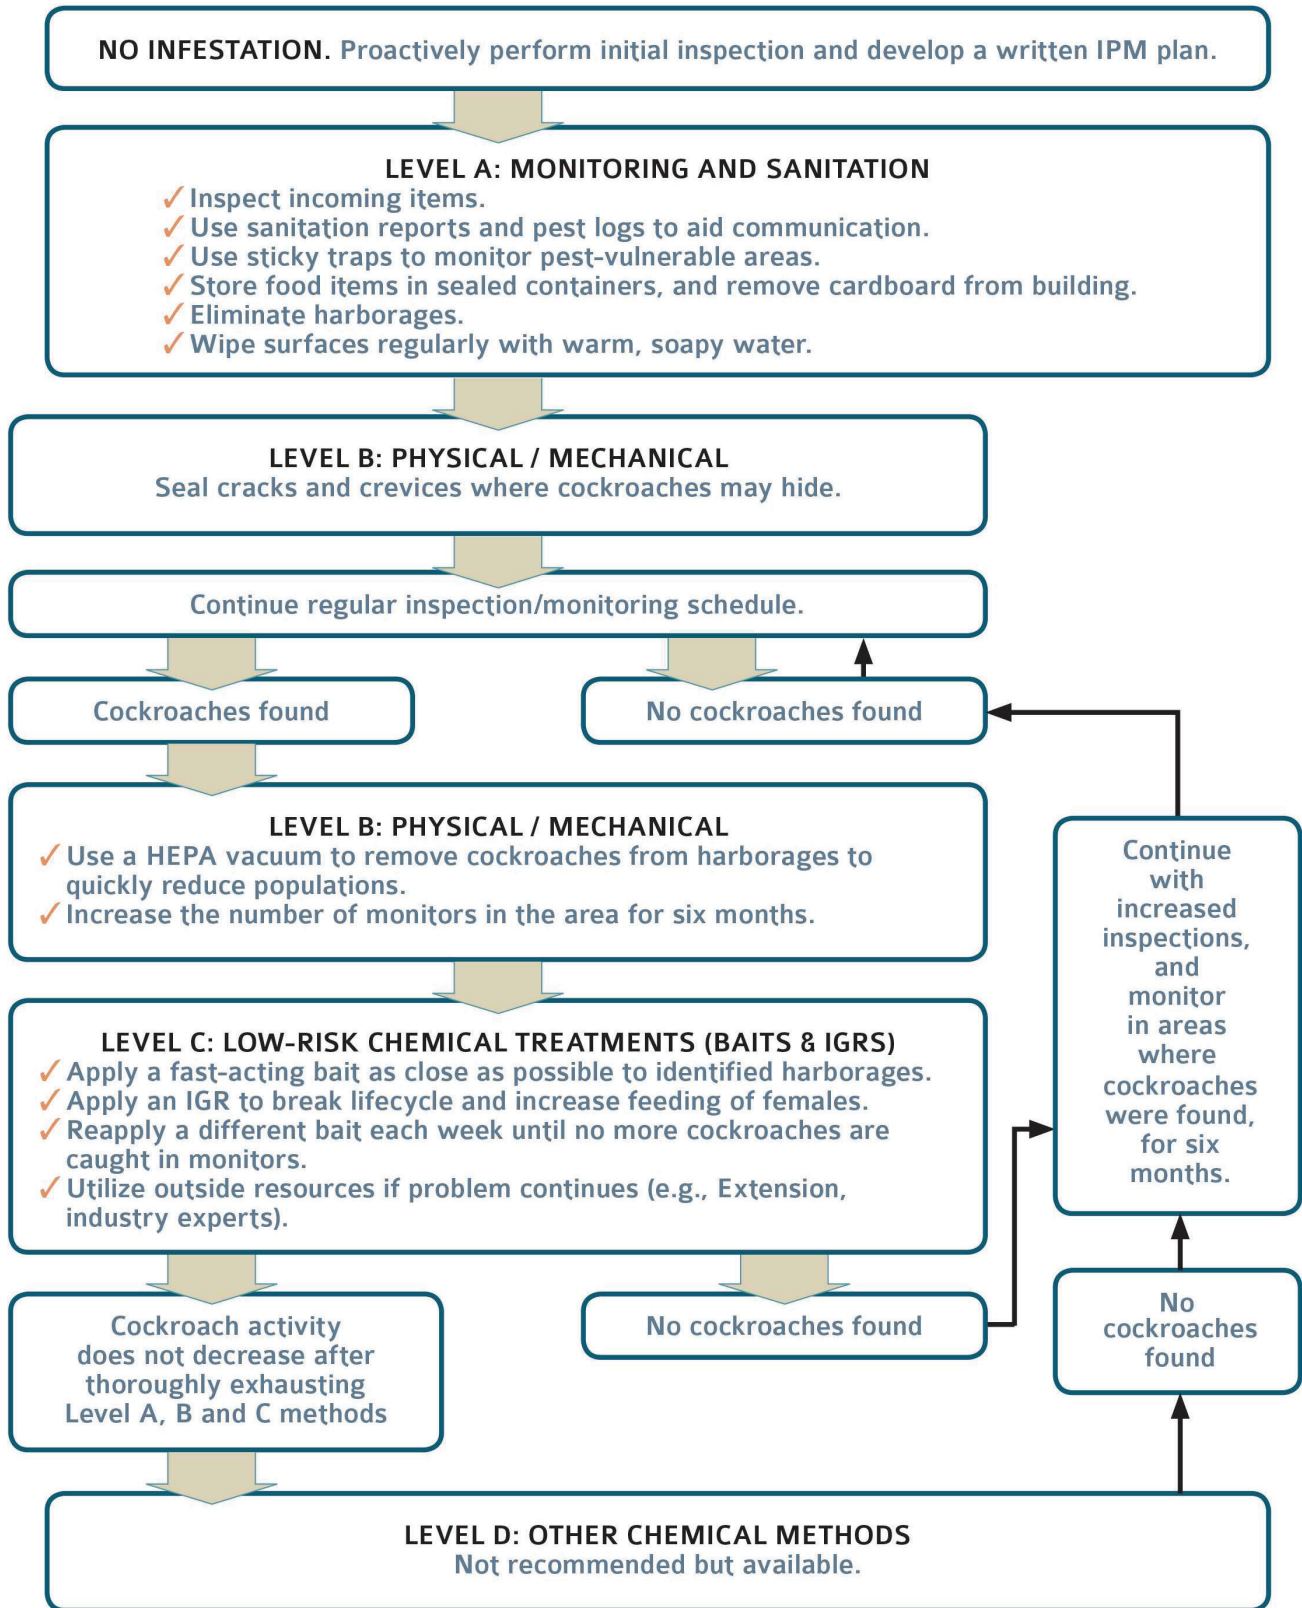 NO INFESTATION. Proactively perform initial inspection and develop a written IPM plan.
LEVEL A: MONITORING AND SANITATION
✓ Inspect incoming items.
✓ Use sanitation reports and pest logs to aid communication.
✓ Use sticky traps to monitor pest-vulnerable areas.
✓ Store food items in sealed containers, and remove cardboard from building.
✓ Eliminate harborages.
✓ Wipe surfaces regularly with warm, soapy water.
LEVEL B: PHYSICAL / MECHANICAL
Seal cracks and crevices where cockroaches may hide.
Continue regular inspection/monitoring schedule.
Cockroaches found
No cockroaches found
LEVEL B: PHYSICAL / MECHANICAL
✓ Use a HEPA vacuum to remove cockroaches from harborages to
quickly reduce populations.
✓ Increase the number of monitors in the area for six months.
LEVEL C: LOW-RISK CHEMICAL TREATMENTS (BAITS & IGRS)
✓ Apply a fast-acting bait as close as possible to identified harborages.
✓ Apply an IGR to break lifecycle and increase feeding of females.
✓ Reapply a different bait each week until no more cockroaches are
caught in monitors.
✓ Utilize outside resources if problem continues (e.g., Extension,
industry experts).
Cockroach activity
does not decrease after
thoroughly exhausting
Level A, B and C methods
No cockroaches found
Continue
with
increased
inspections,
and
monitor
in areas
where
cockroaches
were found,
for six
months.
No
cockroaches
found
LEVEL D: OTHER CHEMICAL METHODS
Not recommended but available.